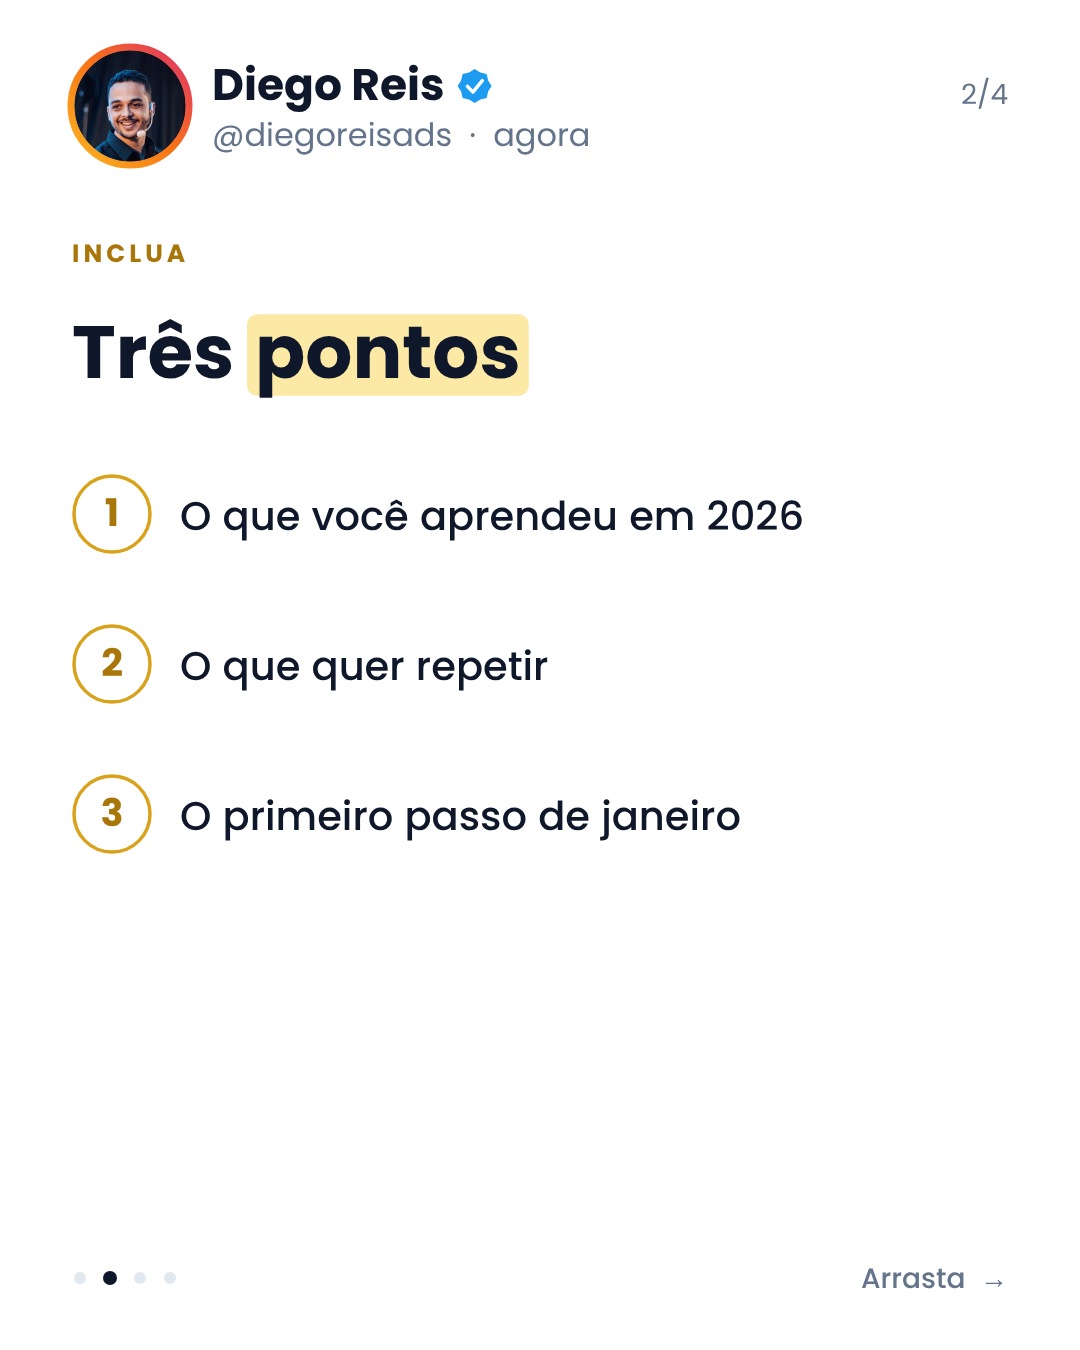 Diego Reis
2/4
@diegoreisads · agora
INCLUA
Três pontos
1 O que você aprendeu em 2026
2 O que quer repetir
3 O primeiro passo de janeiro
Arrasta →